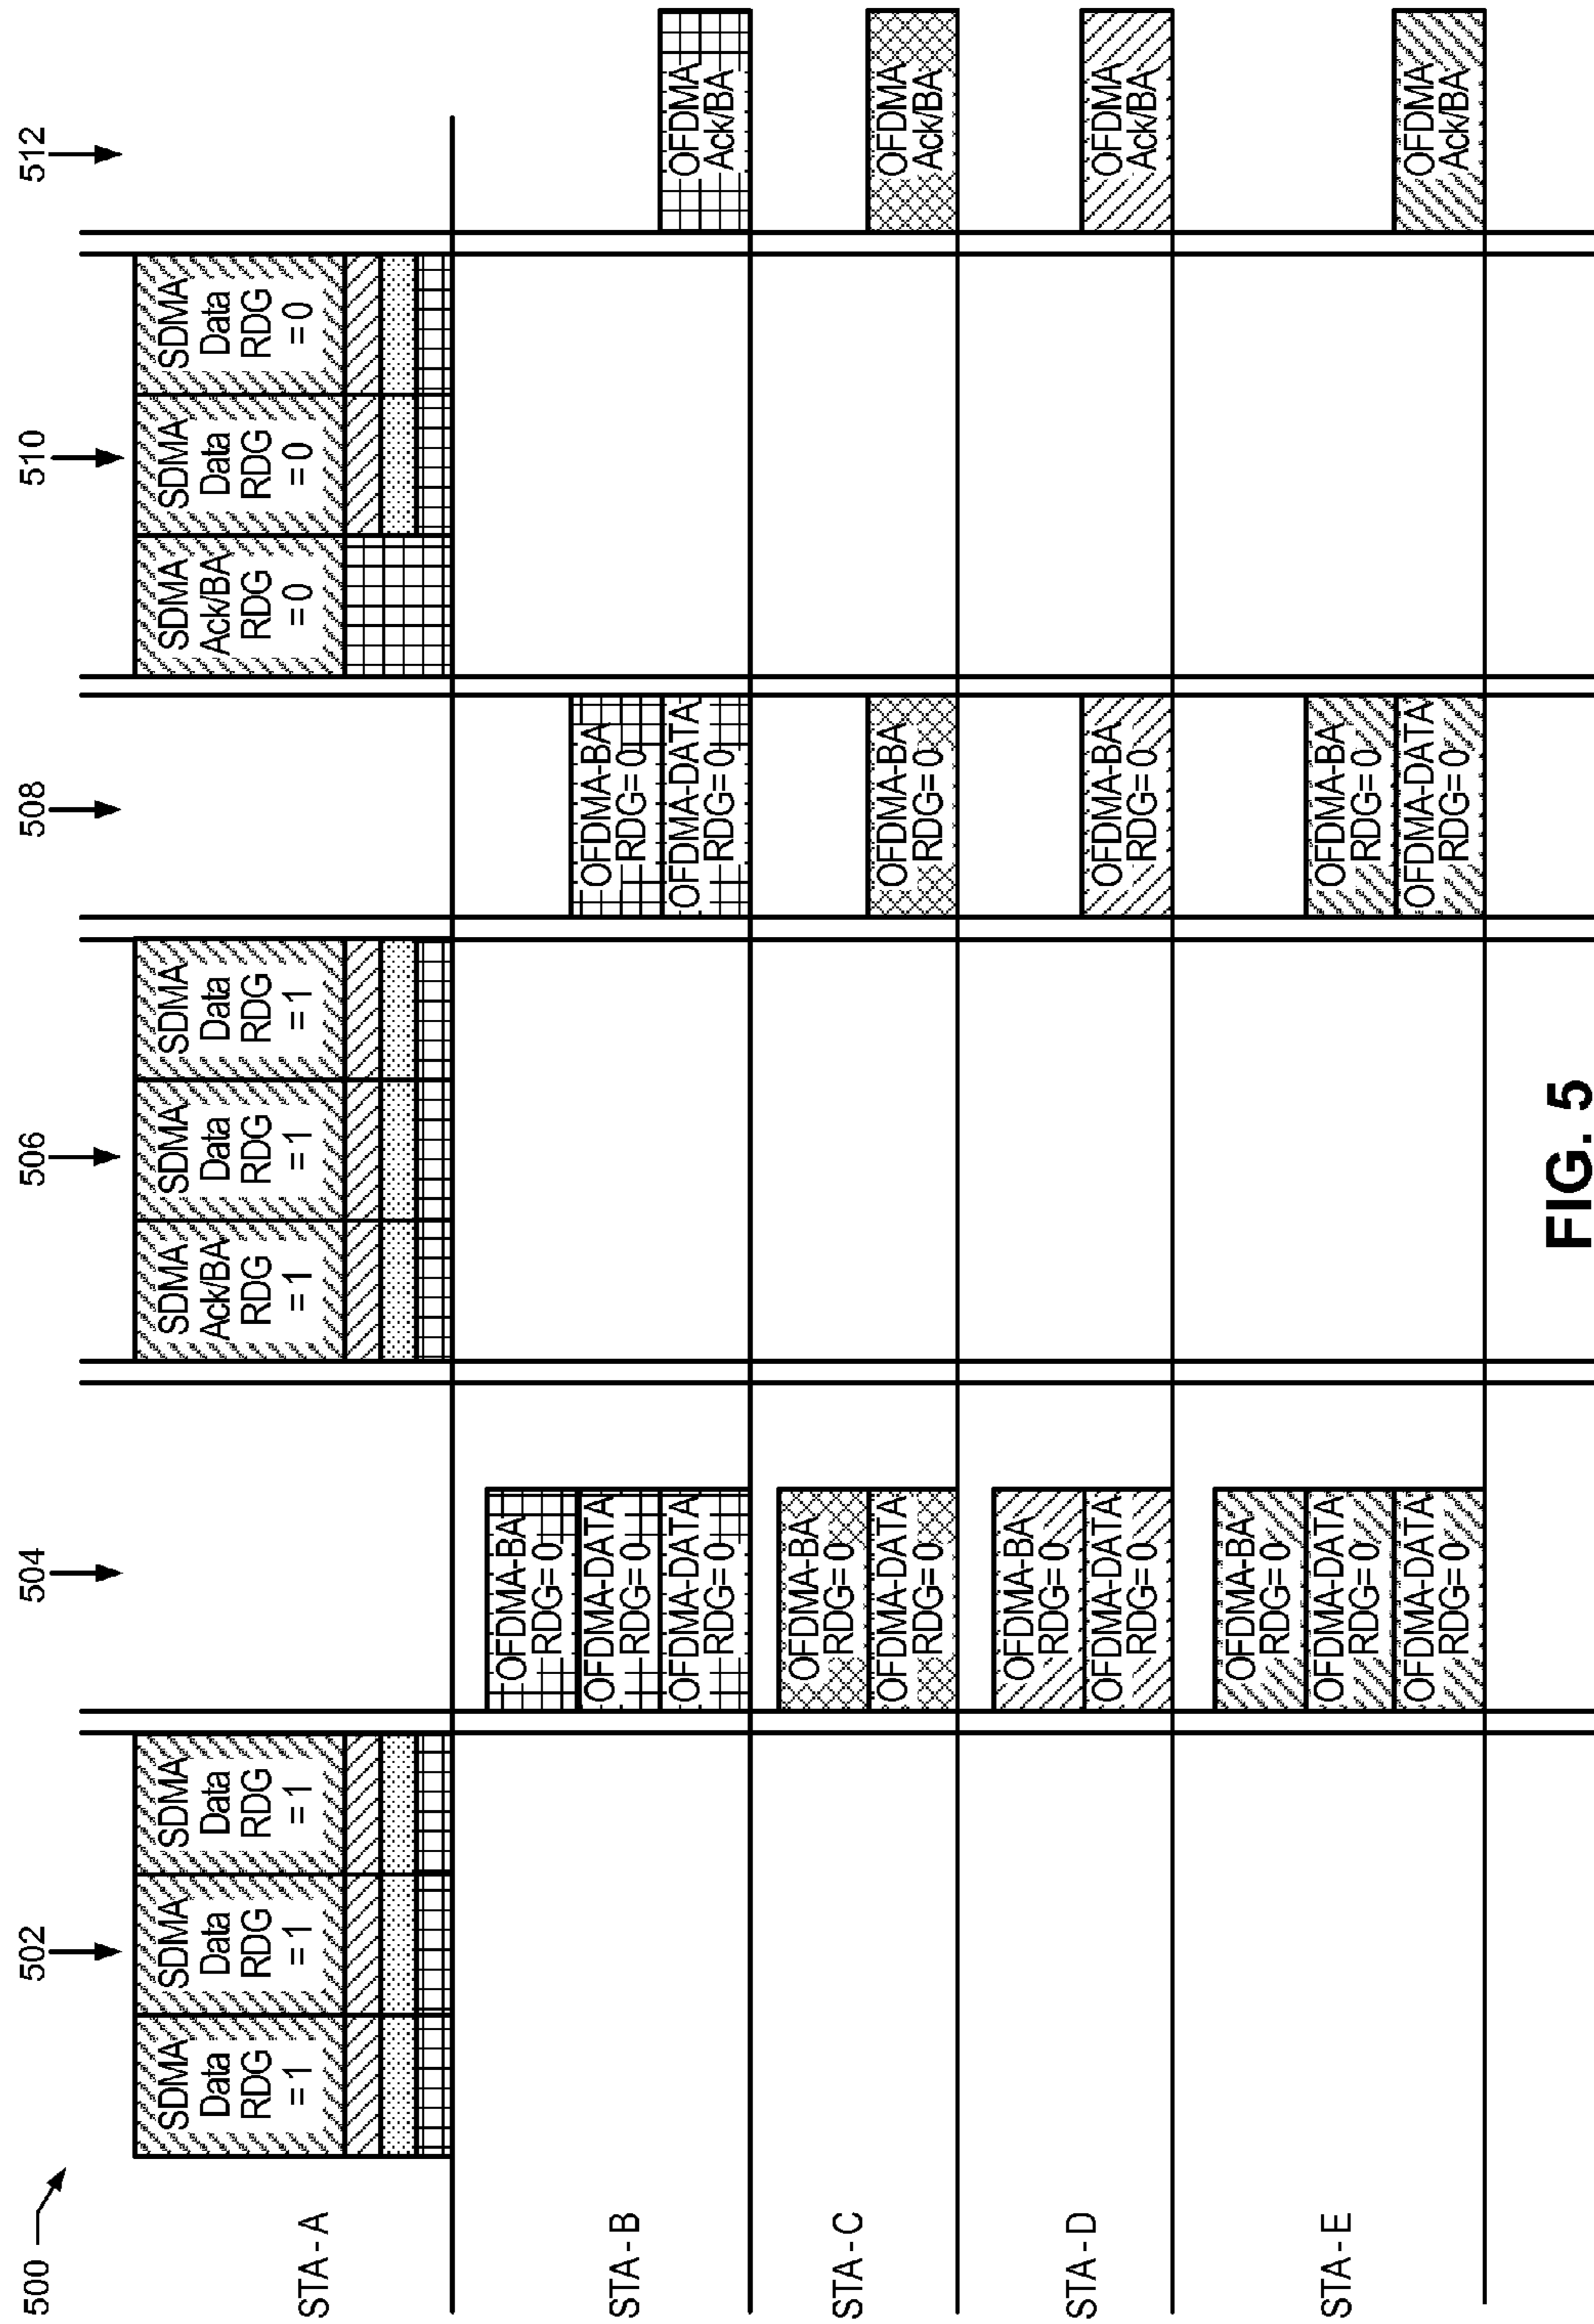 500
502
504
506
508
510
512
STA-A
SDMA
Data
RDG
=1
SDMA
Data
RDG
=1
SDMA
Data
RDG
=1
SDMA
Ack/BA
RDG
=1
SDMA
Data
RDG
=1
SDMA
Data
RDG
=1
SDMA
Ack/BA
RDG
=0
SDMA
Data
RDG
=0
SDMA
Data
RDG
=0
STA-B
OFDMA-BA
RDG=0
OFDMA-DATA
RDG=0
OFDMA-DATA
RDG=0
OFDMA-BA
RDG=0
OFDMA-DATA
RDG=0
OFDMA
Ack/BA
STA-C
OFDMA-BA
RDG=0
OFDMA-DATA
RDG=0
OFDMA-BA
RDG=0
OFDMA
Ack/BA
STA-D
OFDMA-BA
RDG=0
OFDMA-DATA
RDG=0
OFDMA-BA
RDG=0
OFDMA
Ack/BA
STA-E
OFDMA-BA
RDG=0
OFDMA-DATA
RDG=0
OFDMA-DATA
RDG=0
OFDMA-BA
RDG=0
OFDMA-DATA
RDG=0
OFDMA
Ack/BA
FIG. 5